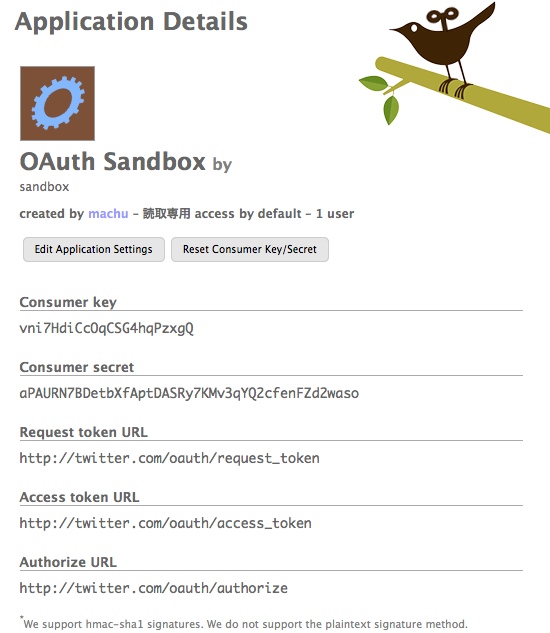 Application Details
OAuth Sandbox by
sandbox
created by machu – 読取専用 access by default – 1 user
Edit Application Settings
Reset Consumer Key/Secret
Consumer key
vni7HdiCcOqCSG4hqPzxgQ
Consumer secret
aPAURN7BDetbXfAptDASRy7KMv3qYQ2cfenFZd2waso
Request token URL
http://twitter.com/oauth/request_token
Access token URL
http://twitter.com/oauth/access_token
Authorize URL
http://twitter.com/oauth/authorize
*We support hmac-sha1 signatures. We do not support the plaintext signature method.